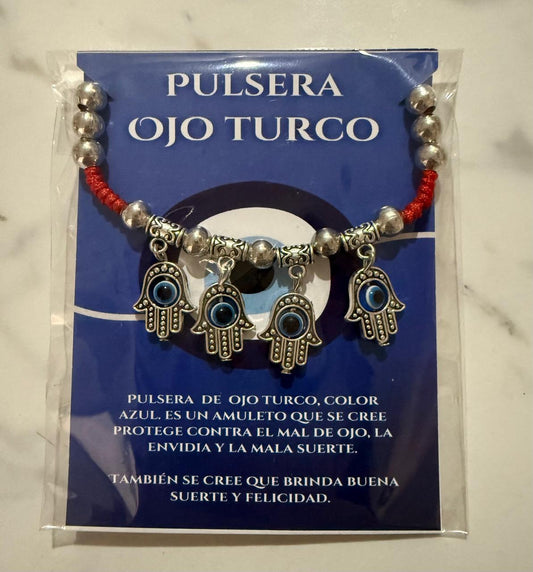 PULSERA
OJO TURCO
PULSERA DE OJO TURCO, COLOR
AZUL. ES UN AMULETO QUE SE CREE
PROTEGE CONTRA EL MAL DE OJO, LA
ENVIDIA Y LA MALA SUERTE.
TAMBIÉN SE CREE QUE BRINDA BUENA
SUERTE Y FELICIDAD.